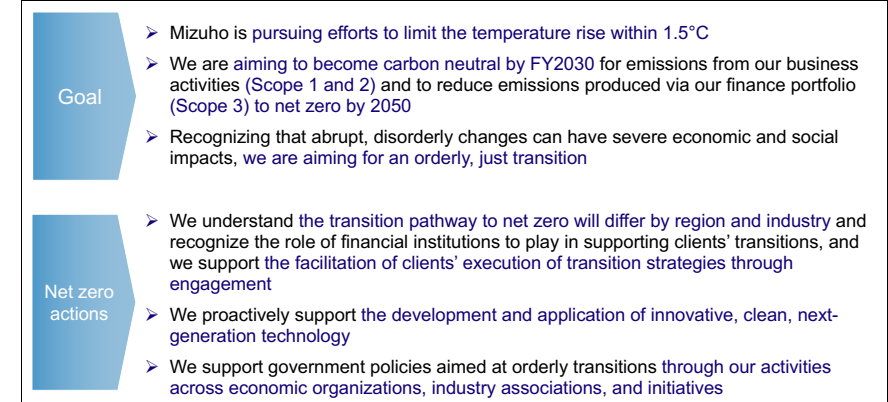 Goal
➢ Mizuho is pursuing efforts to limit the temperature rise within 1.5°C
➢ We are aiming to become carbon neutral by FY2030 for emissions from our business
activities (Scope 1 and 2) and to reduce emissions produced via our finance portfolio
(Scope 3) to net zero by 2050
➢ Recognizing that abrupt, disorderly changes can have severe economic and social
impacts, we are aiming for an orderly, just transition
Net zero
actions
➢ We understand the transition pathway to net zero will differ by region and industry and
recognize the role of financial institutions to play in supporting clients’ transitions, and
we support the facilitation of clients’ execution of transition strategies through
engagement
➢ We proactively support the development and application of innovative, clean, next-
generation technology
➢ We support government policies aimed at orderly transitions through our activities
across economic organizations, industry associations, and initiatives